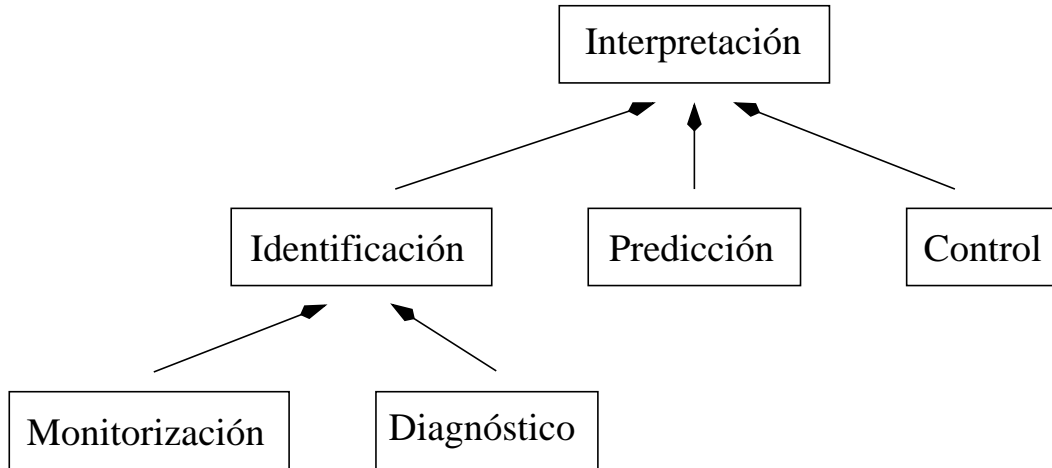 Interpretación
Identificación
Predicción
Control
Monitorización
Diagnóstico